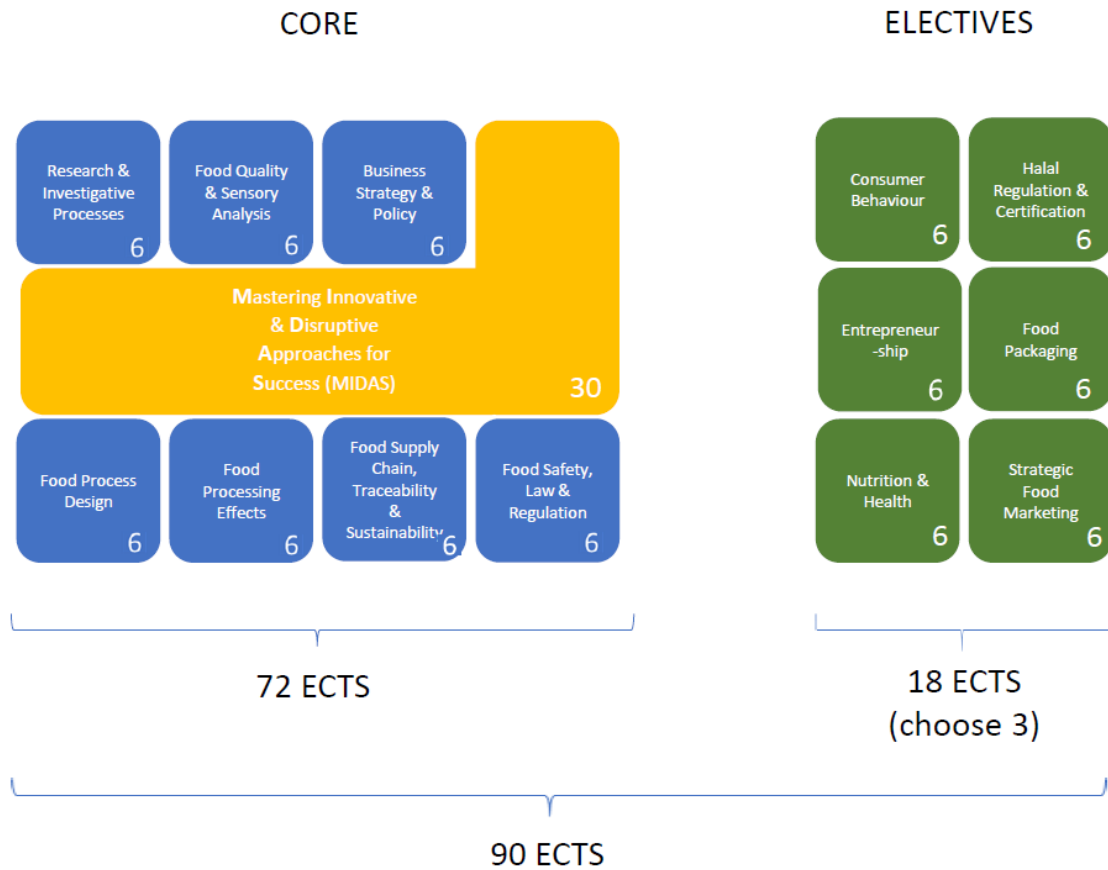 CORE
ELECTIVES
Research &
Investigative
Processes
6
Food Quality
& Sensory
Analysis
6
Business
Strategy &
Policy
6
Mastering Innovative
& Disruptive
Approaches for
Success (MIDAS)
30
Food Process
Design
6
Food
Processing
Effects
6
Food Supply
Chain,
Traceability
&
Sustainability
6
Food Safety,
Law &
Regulation
6
Consumer
Behaviour
6
Halal
Regulation &
Certification
6
Entrepreneur
-ship
6
Food
Packaging
6
Nutrition &
Health
6
Strategic
Food
Marketing
6
72 ECTS
18 ECTS
(choose 3)
90 ECTS